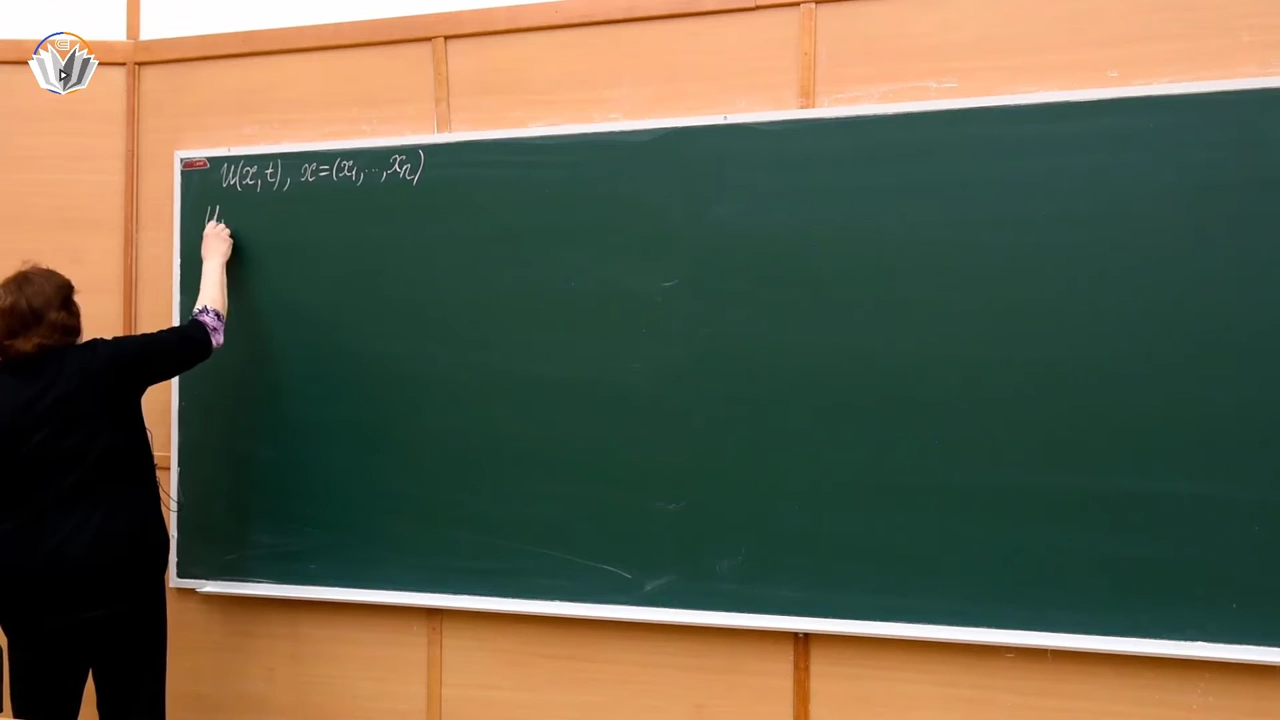 u(x,t), x=(x₁,...,xₙ)
u